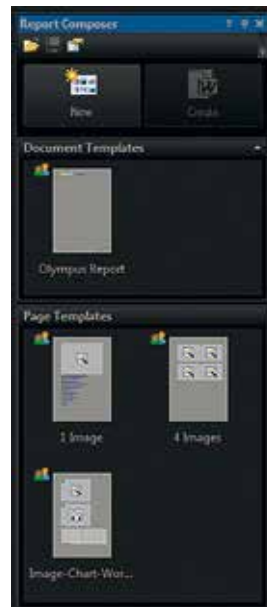 Report Composer
New
Create
Document Templates
Olympus Report
Page Templates
1 Image
4 Images
Image-Chart-Wor...